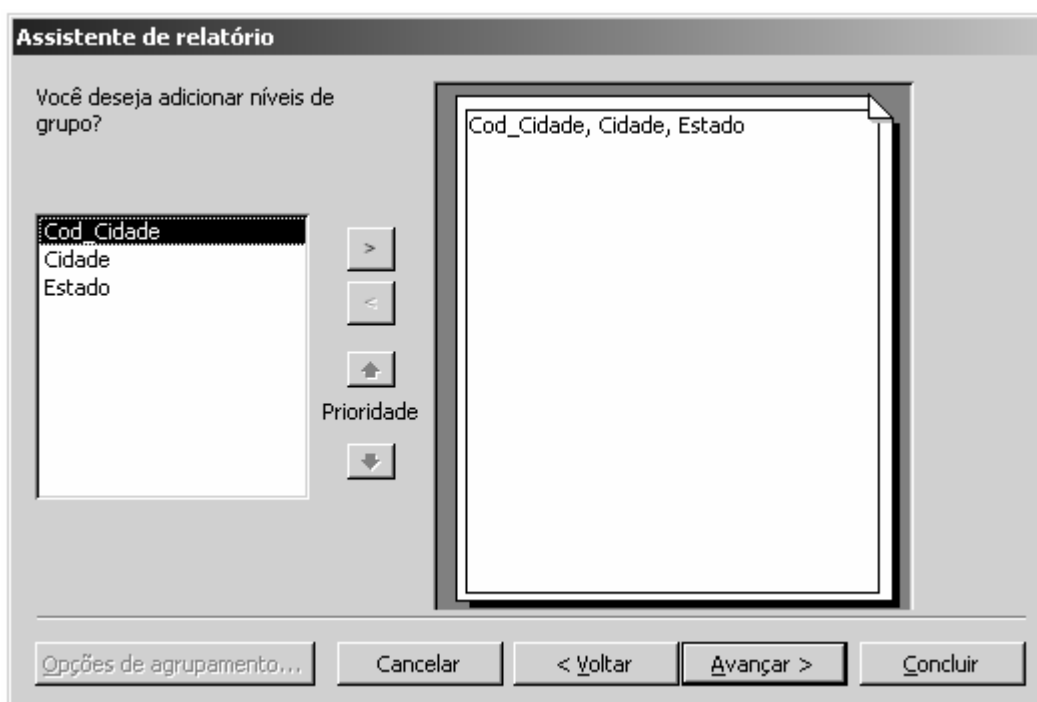 Assistente de relatório
Você deseja adicionar níveis de
grupo?
Cod_Cidade
Cidade
Estado
>
<
Prioridade
Cod_Cidade, Cidade, Estado
Opções de agrupamento...
Cancelar
< Voltar
Avançar >
Concluir